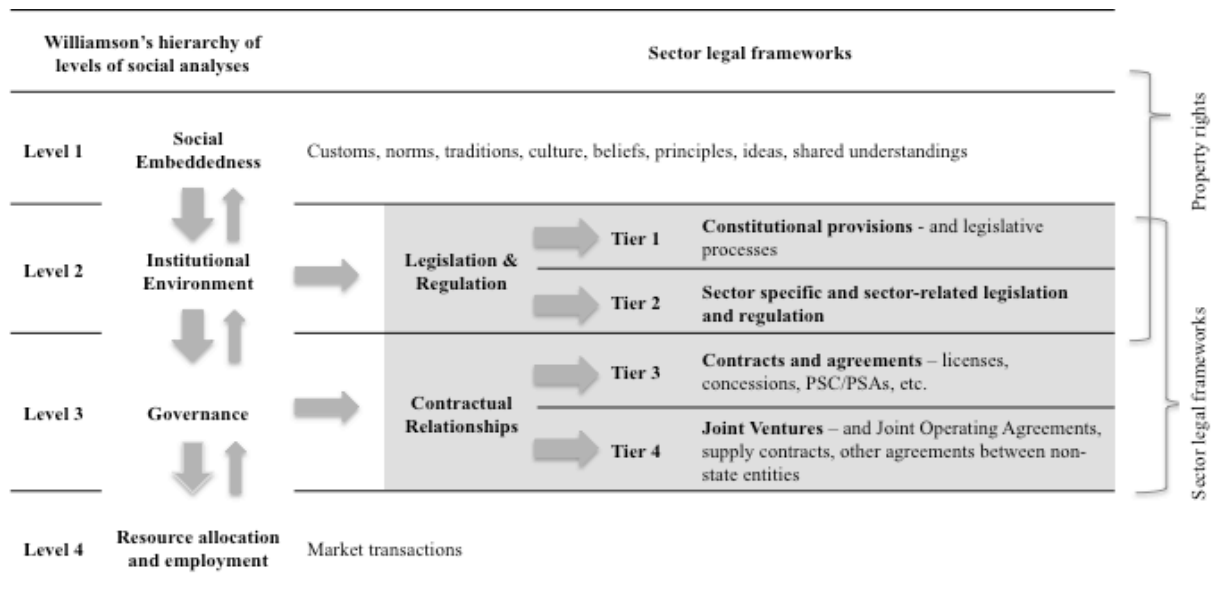 Williamson's hierarchy of
levels of social analyses
Sector legal frameworks
Level 1
Social
Embeddedness
Customs, norms, traditions, culture, beliefs, principles, ideas, shared understandings
Level 2
Institutional
Environment
Legislation &
Regulation
Tier 1
Constitutional provisions - and legislative
processes
Tier 2
Sector specific and sector-related legislation
and regulation
Level 3
Governance
Contractual
Relationships
Tier 3
Contracts and agreements – licenses,
concessions, PSC/PSAs, etc.
Tier 4
Joint Ventures – and Joint Operating Agreements,
supply contracts, other agreements between non-
state entities
Level 4
Resource allocation
and employment
Market transactions
Property rights
Sector legal frameworks